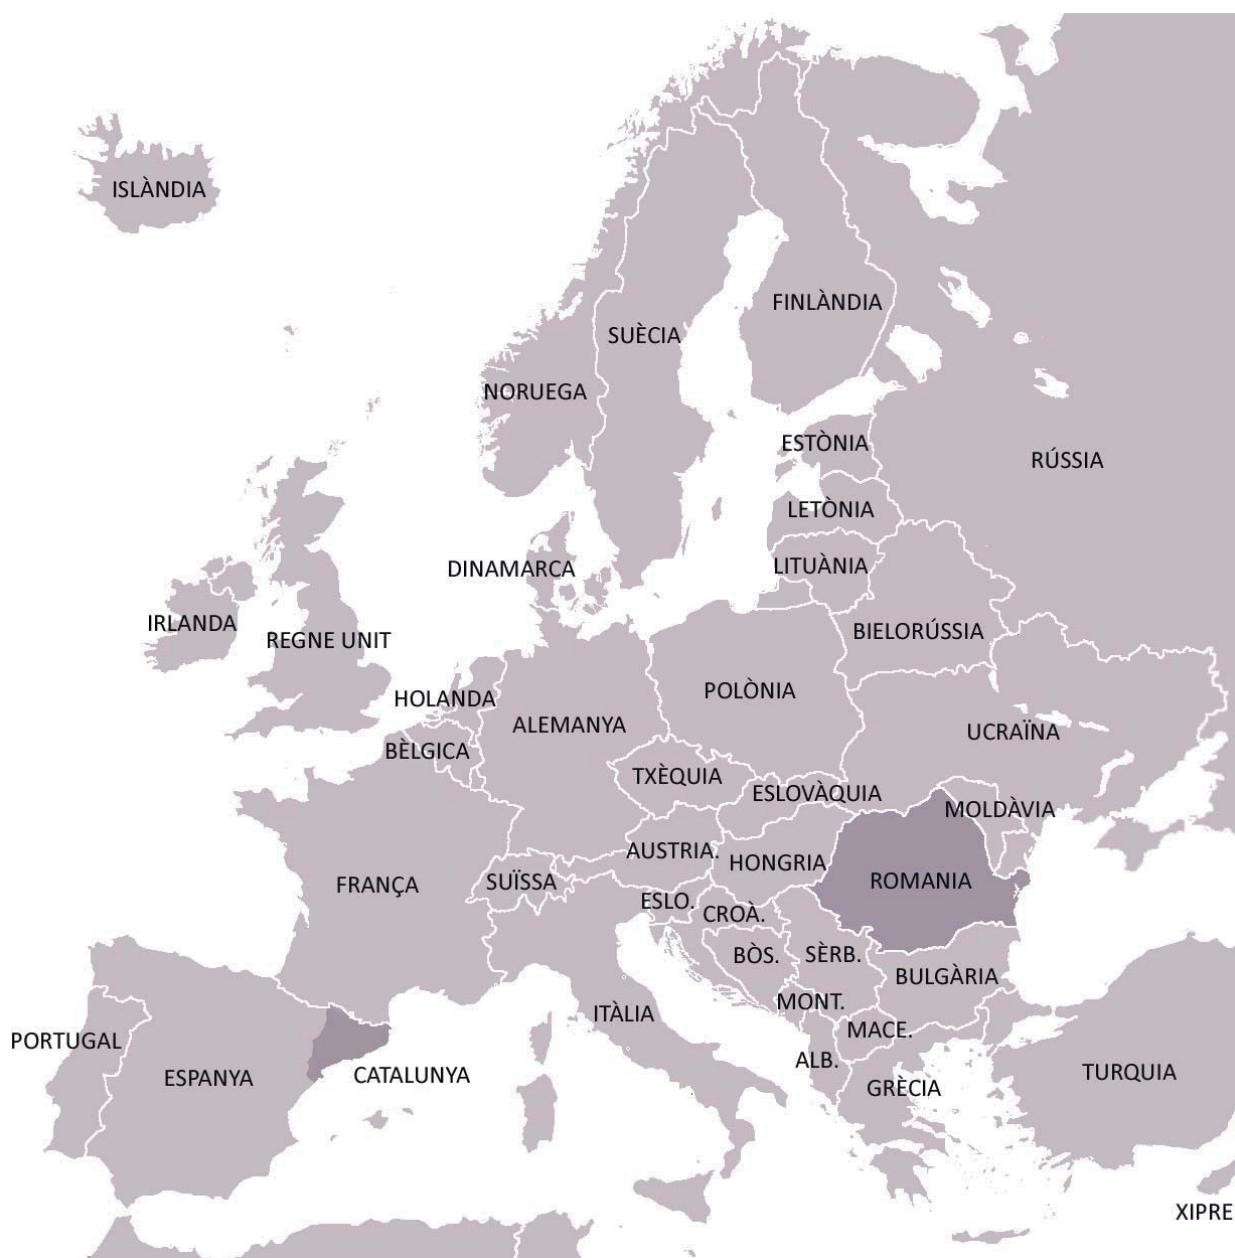 ISLÀNDIA
FINLÀNDIA
SUÈCIA
NORUEGA
ESTÒNIA
RÚSSIA
LETÒNIA
LITUÀNIA
DINAMARCA
IRLANDA
BIELORÚSSIA
REGNE UNIT
POLÒNIA
HOLANDA
ALEMANYA
UCRAÏNA
BÈLGICA
TXÈQUIA
ESLOVÀQUIA
MOLDÀVIA
AUSTRIA.
HONGRIA
ROMANIA
SUÏSSA
FRANÇA
ESLO.
CROÀ.
BÒS.
SÈRB.
BULGÀRIA
MONT.
ITÀLIA
MACE.
PORTUGAL
ALB.
TURQUIA
CATALUNYA
ESPANYA
GRÈCIA
XIPRE